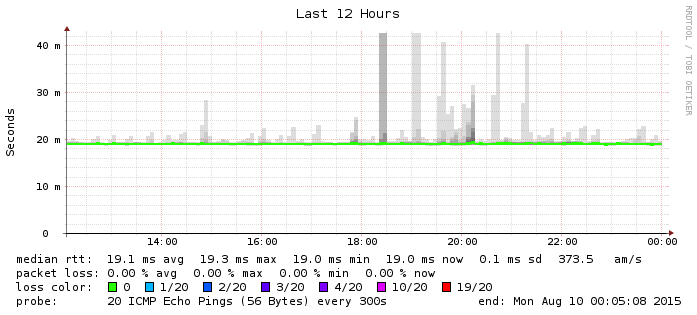 Last 12 Hours
RRDTOOL / TOBI OETIKER
Seconds
40 m
30 m
20 m
10 m
0
14:00 16:00 18:00 20:00 22:00 00:00
median rtt: 19.1 ms avg 19.3 ms max 19.0 ms min 19.0 ms now 0.1 ms sd 373.5 am/s
packet loss: 0.00 % avg 0.00 % max 0.00 % min 0.00 % now
loss color: 0 1/20 2/20 3/20 4/20 10/20 19/20
probe: 20 ICMP Echo Pings (56 Bytes) every 300s end: Mon Aug 10 00:05:08 2015